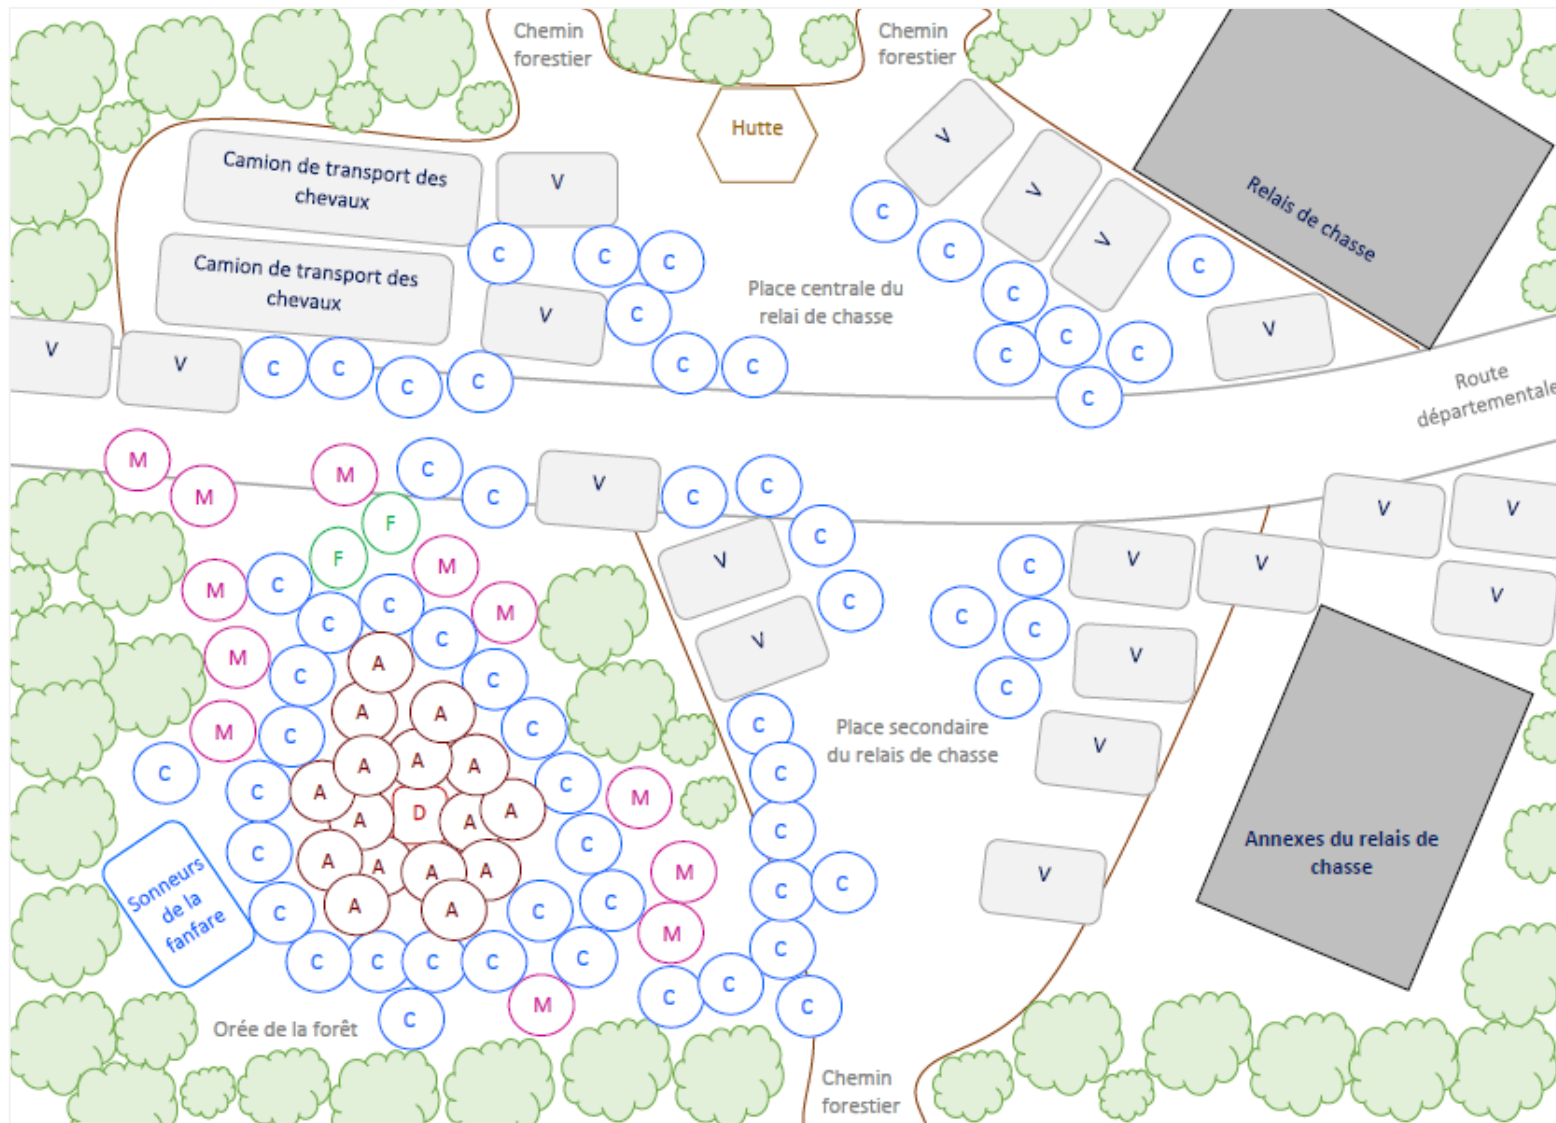 Chemin
forestier
Chemin
forestier
Hutte
V
Camion de transport des
chevaux
V
V
V
Relais de chasse
C
C
C
C
C
C
Camion de transport des
chevaux
Place centrale du
relai de chasse
C
C
V
C
V
V
V
C
C
C
C
C
C
C
C
C
C
C
Route
départementale
M
M
M
C
C
V
C
C
V
V
F
C
F
V
C
V
V
M
M
C
C
V
C
M
C
C
C
C
M
C
A
C
C
V
V
C
A
A
C
C
Place secondaire
du relais de chasse
M
C
C
V
C
A
A
A
C
C
C
A
A
D
A
A
M
C
C
A
A
A
A
C
Annexes du relais de
chasse
Sonneurs
de la
fanfare
M
V
C
C
C
A
A
C
C
M
C
C
C
C
C
C
C
C
C
M
C
C
Orée de la forêt
Chemin
forestier